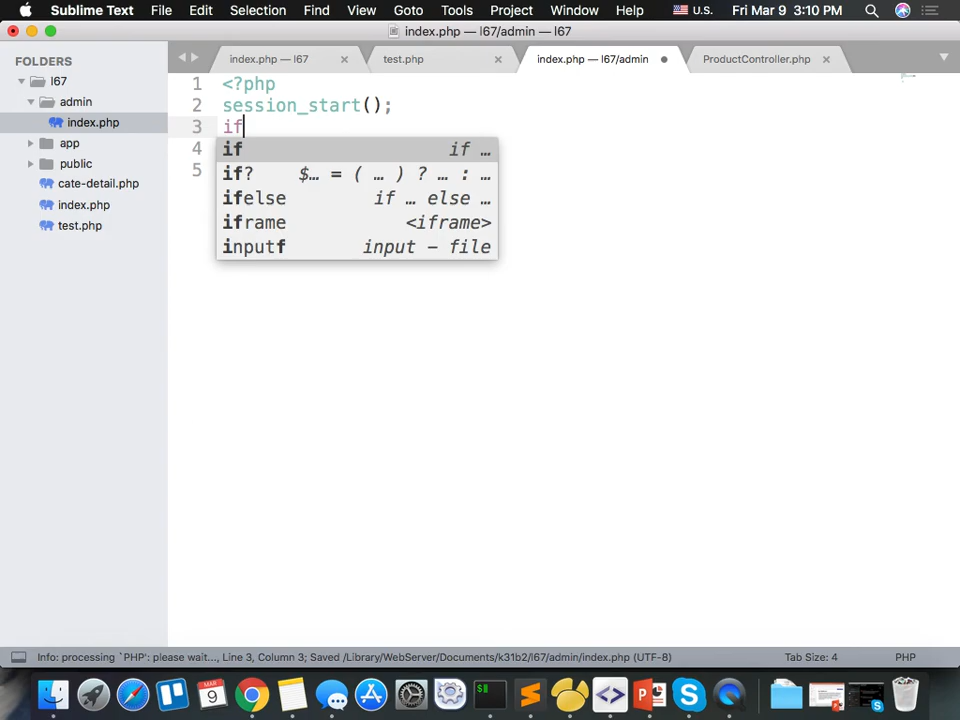 Sublime Text File Edit Selection Find View Goto Tools Project Window Help U.S. Fri Mar 9 3:10 PM
index.php — l67/admin — l67
FOLDERS
index.php — l67
test.php
index.php — l67/admin
ProductController.php
l67
admin
index.php
app
public
cate-detail.php
index.php
test.php
1 <?php
2 session_start();
3 if
4
5
if if …
if? $… = ( … ) ? … : …
ifelse if … else …
iframe <iframe>
inputf input – file
Info: processing `PHP': please wait..., Line 3, Column 3; Saved /Library/WebServer/Documents/k31b2/l67/admin/index.php (UTF-8) Tab Size: 4 PHP
MAR
9
$